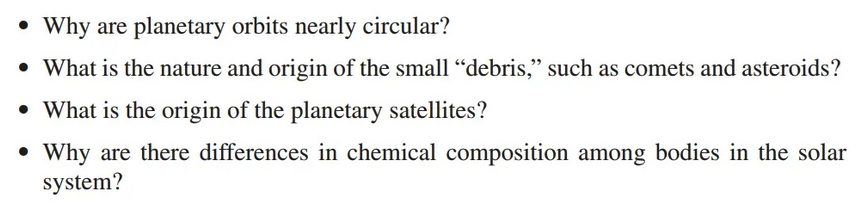 • Why are planetary orbits nearly circular?
• What is the nature and origin of the small “debris,” such as comets and asteroids?
• What is the origin of the planetary satellites?
• Why are there differences in chemical composition among bodies in the solar
system?